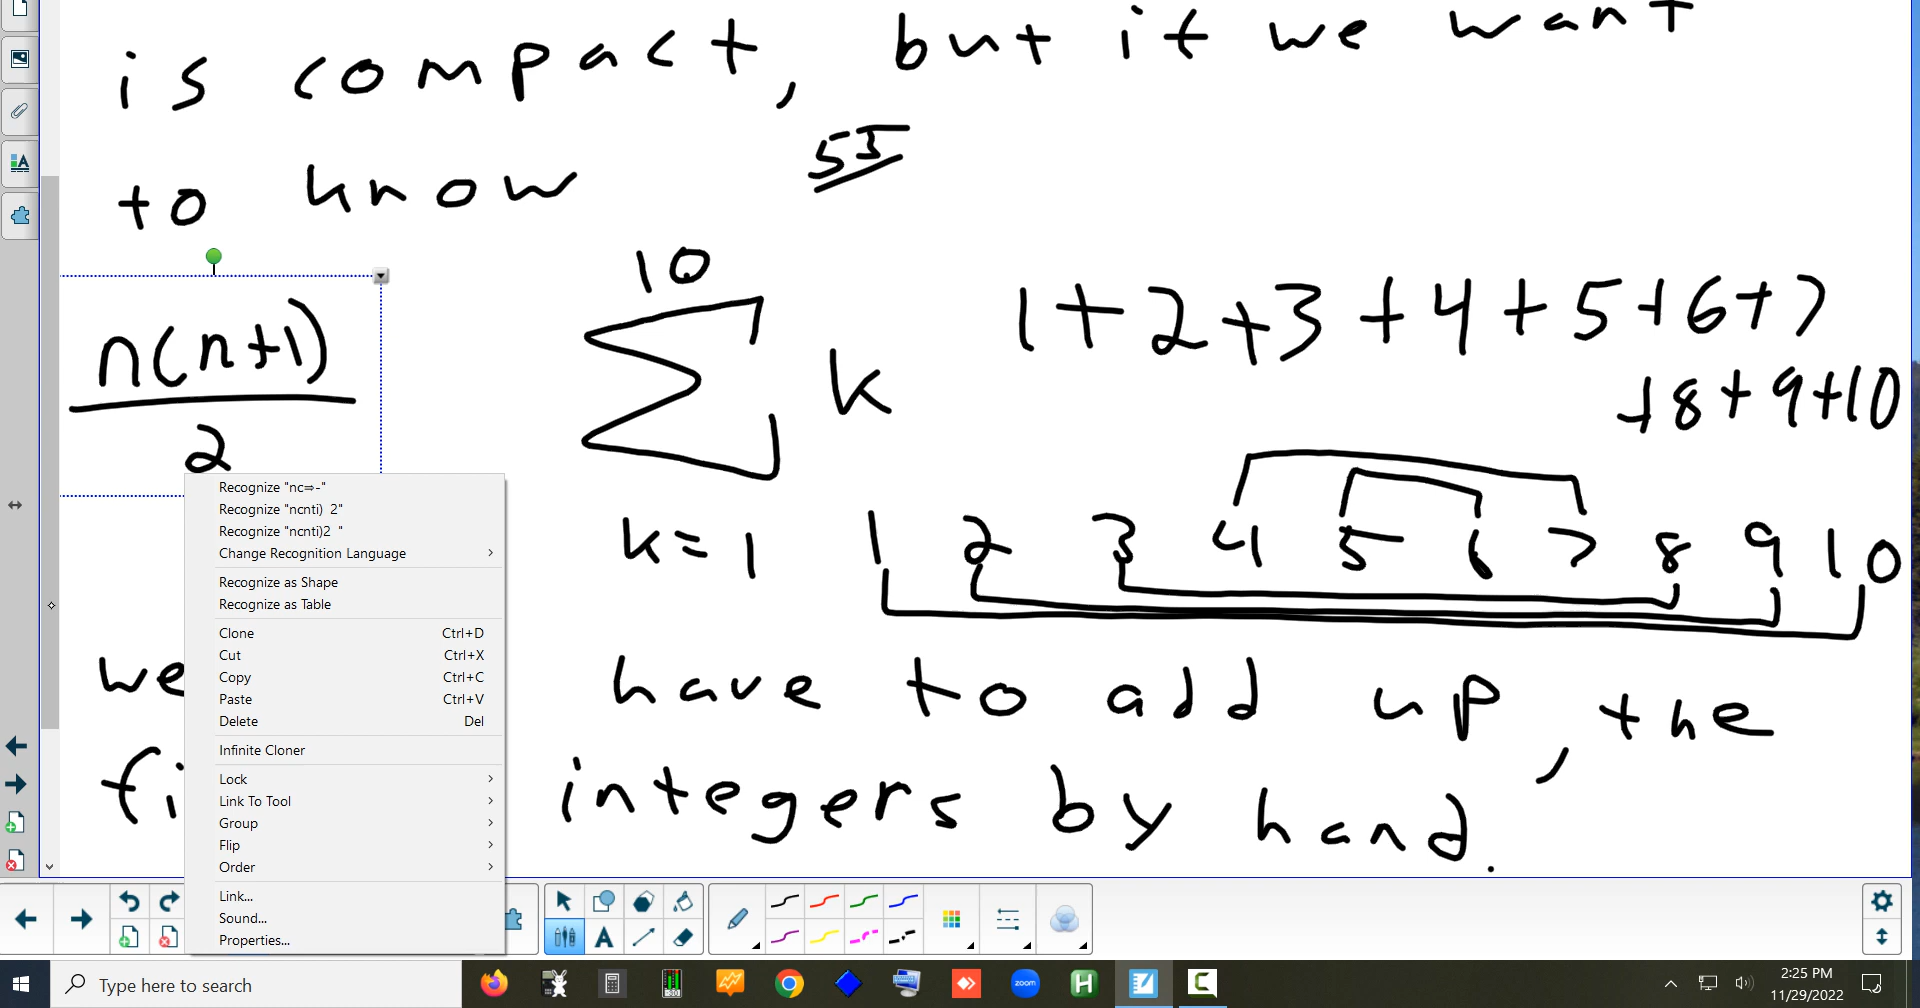 is compact, but if we want
to know 55
10
n(n+1)
2
Σ k
k=1
1+2+3+4+5+6+7
+8+9+10
1 2 3 4 5 6 7 8 9 10
we have to add up, the
fi integers by hand.
Recognize "nc⇒-"
Recognize "ncnti)  2"
Recognize "ncnti)2  "
Change Recognition Language
Recognize as Shape
Recognize as Table
Clone Ctrl+D
Cut Ctrl+X
Copy Ctrl+C
Paste Ctrl+V
Delete Del
Infinite Cloner
Lock
Link To Tool
Group
Flip
Order
Link...
Sound...
Properties...
A
A
Type here to search
zoom
H
C
2:25 PM
11/29/2022